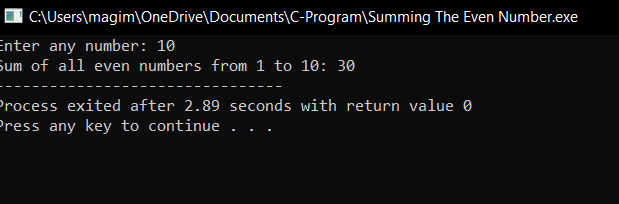 C:\Users\magim\OneDrive\Documents\C-Program\Summing The Even Number.exe
Enter any number: 10
Sum of all even numbers from 1 to 10: 30
--------------------------------
Process exited after 2.89 seconds with return value 0
Press any key to continue . . .